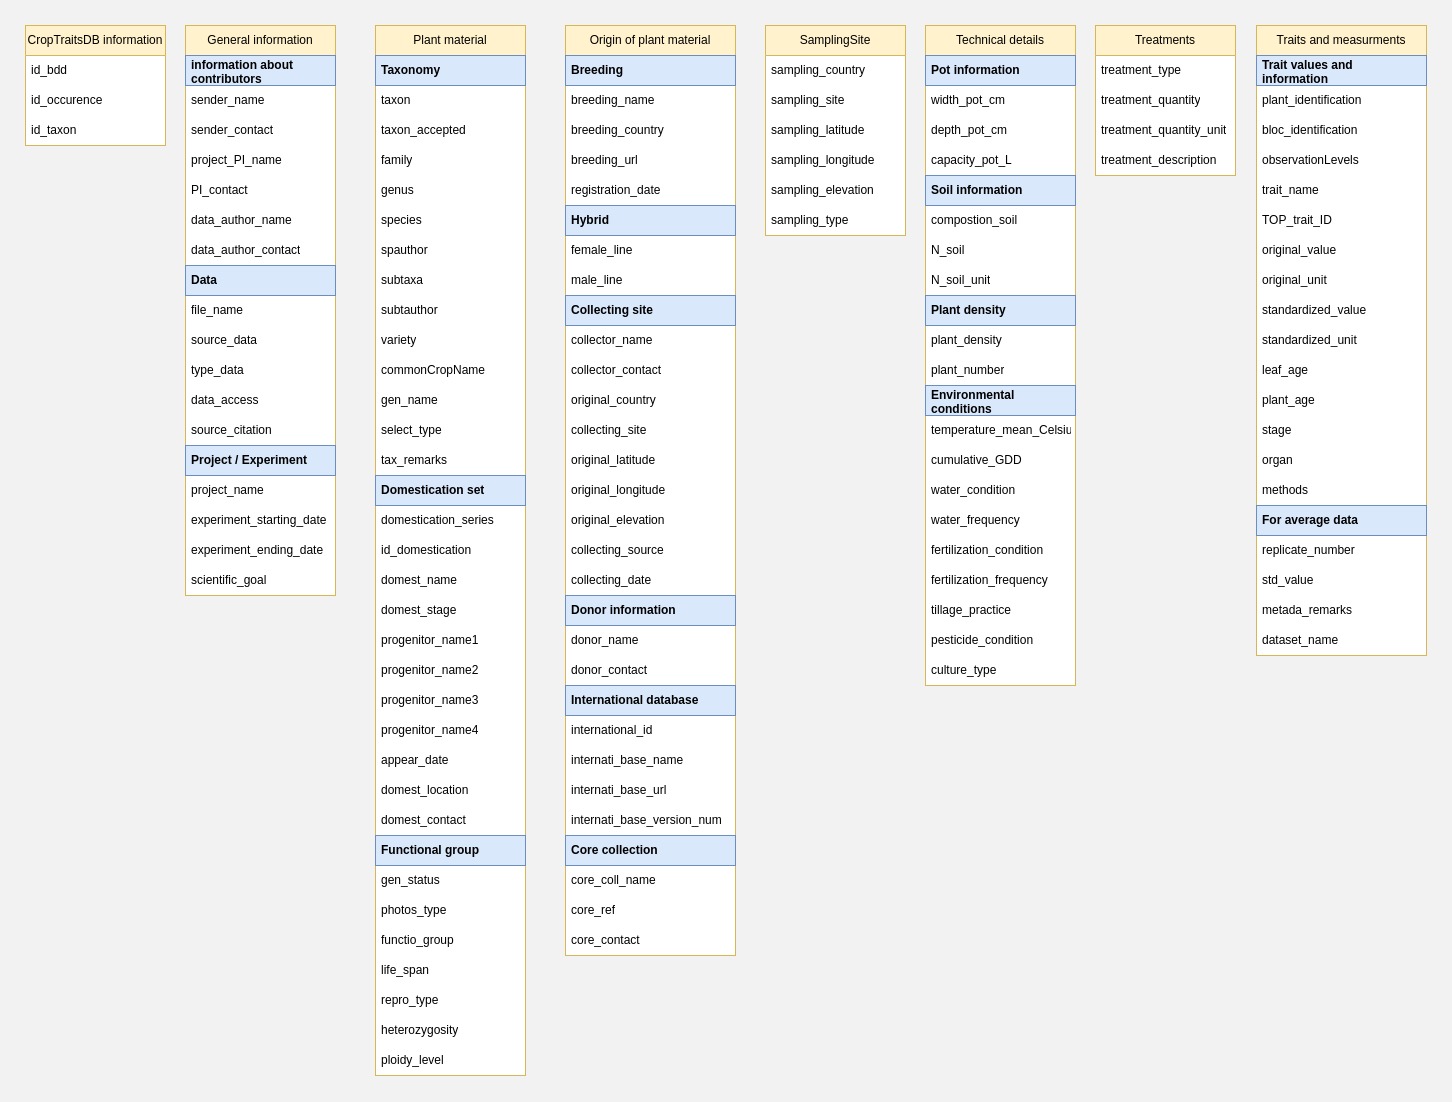 CropTraitsDB information
id_bdd
id_occurence
id_taxon
General information
information about
contributors
sender_name
sender_contact
project_PI_name
PI_contact
data_author_name
data_author_contact
Data
file_name
source_data
type_data
data_access
source_citation
Project / Experiment
project_name
experiment_starting_date
experiment_ending_date
scientific_goal
Plant material
Taxonomy
taxon
taxon_accepted
family
genus
species
spauthor
subtaxa
subtauthor
variety
commonCropName
gen_name
select_type
tax_remarks
Domestication set
domestication_series
id_domestication
domest_name
domest_stage
progenitor_name1
progenitor_name2
progenitor_name3
progenitor_name4
appear_date
domest_location
domest_contact
Functional group
gen_status
photos_type
functio_group
life_span
repro_type
heterozygosity
ploidy_level
Origin of plant material
Breeding
breeding_name
breeding_country
breeding_url
registration_date
Hybrid
female_line
male_line
Collecting site
collector_name
collector_contact
original_country
collecting_site
original_latitude
original_longitude
original_elevation
collecting_source
collecting_date
Donor information
donor_name
donor_contact
International database
international_id
internati_base_name
internati_base_url
internati_base_version_num
Core collection
core_coll_name
core_ref
core_contact
SamplingSite
sampling_country
sampling_site
sampling_latitude
sampling_longitude
sampling_elevation
sampling_type
Technical details
Pot information
width_pot_cm
depth_pot_cm
capacity_pot_L
Soil information
compostion_soil
N_soil
N_soil_unit
Plant density
plant_density
plant_number
Environmental
conditions
temperature_mean_Celsiu
cumulative_GDD
water_condition
water_frequency
fertilization_condition
fertilization_frequency
tillage_practice
pesticide_condition
culture_type
Treatments
treatment_type
treatment_quantity
treatment_quantity_unit
treatment_description
Traits and measurments
Trait values and
information
plant_identification
bloc_identification
observationLevels
trait_name
TOP_trait_ID
original_value
original_unit
standardized_value
standardized_unit
leaf_age
plant_age
stage
organ
methods
For average data
replicate_number
std_value
metada_remarks
dataset_name